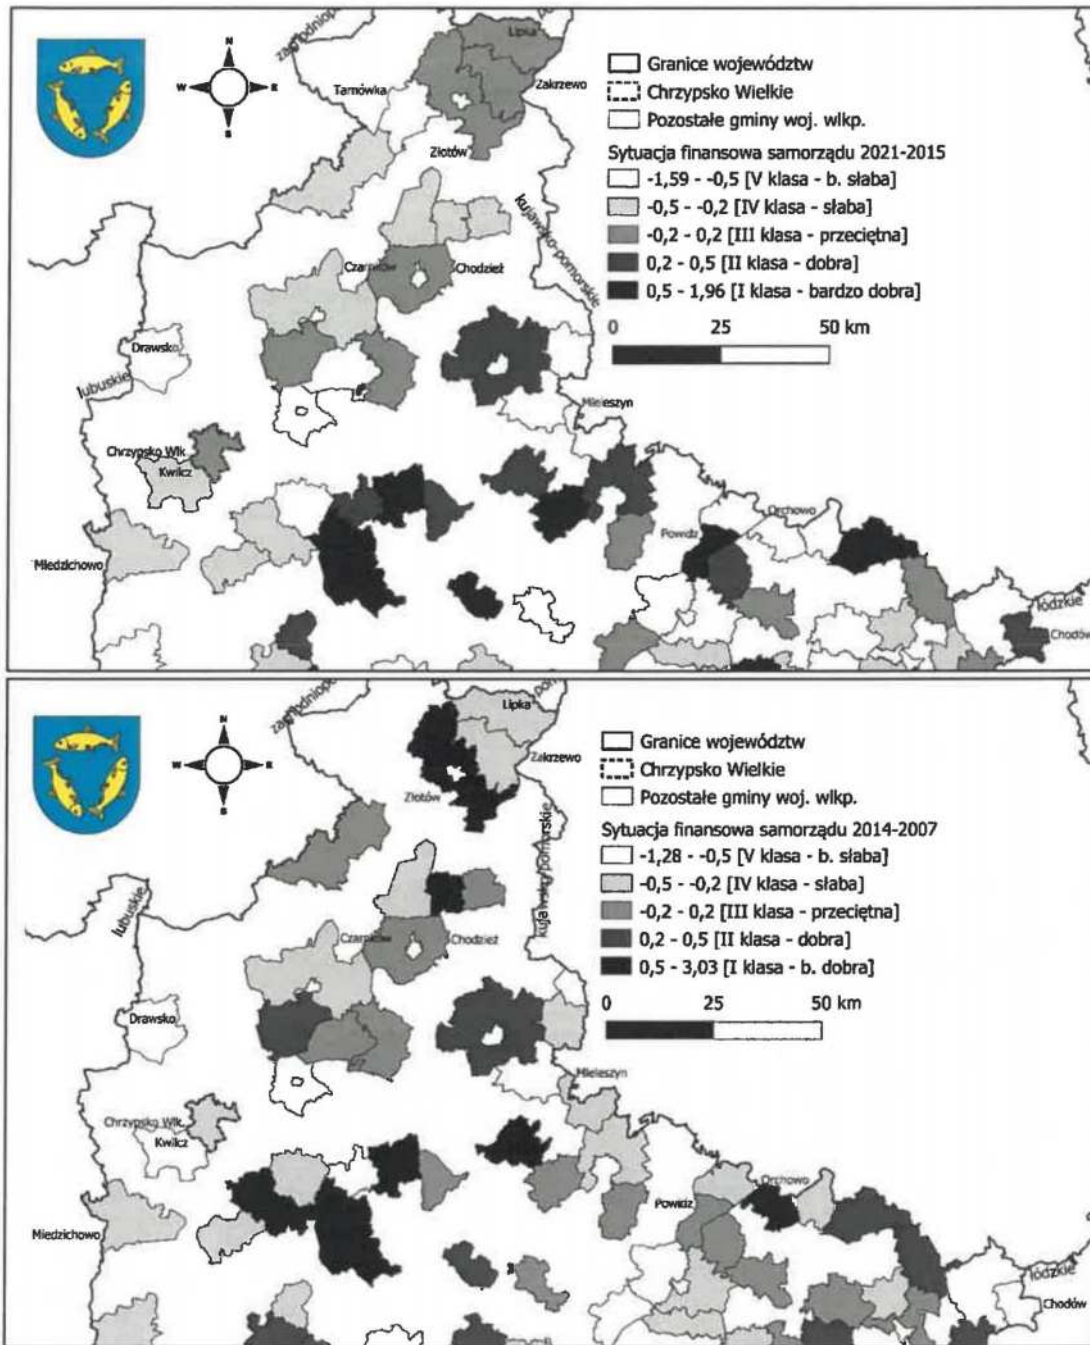 zachodniopo
po
Lipka
N
W
E
S
Tarnówka
Zakrzewo
Złotów
Granice województw
Chrzypsko Wielkie
Pozostałe gminy woj. wlkp.
Sytuacja finansowa samorządu 2021-2015
-1,59 - -0,5 [V klasa - b. słaba]
-0,5 - -0,2 [IV klasa - słaba]
-0,2 - 0,2 [III klasa - przeciętna]
0,2 - 0,5 [II klasa - dobra]
0,5 - 1,96 [I klasa - bardzo dobra]
0 25 50 km
kujawsko-pomorskie
Czarnków
Chodzież
Drawsko
lubuskie
Mieleszyn
Chrzypsko Wlk.
Kwilcz
Orchowo
Powidz
Miedzichowo
łódzkie
Chodów
zachodniopo
pom
Lipka
N
W
E
S
Zakrzewo
Złotów
Granice województw
Chrzypsko Wielkie
Pozostałe gminy woj. wlkp.
Sytuacja finansowa samorządu 2014-2007
-1,28 - -0,5 [V klasa - b. słaba]
-0,5 - -0,2 [IV klasa - słaba]
-0,2 - 0,2 [III klasa - przeciętna]
0,2 - 0,5 [II klasa - dobra]
0,5 - 3,03 [I klasa - b. dobra]
0 25 50 km
kujawsko-pomorskie
lubuskie
Czarnków
Chodzież
Drawsko
Mieleszyn
Chrzypsko Wlk.
Kwilcz
Orchowo
Powidz
Miedzichowo
łódzkie
Chodów